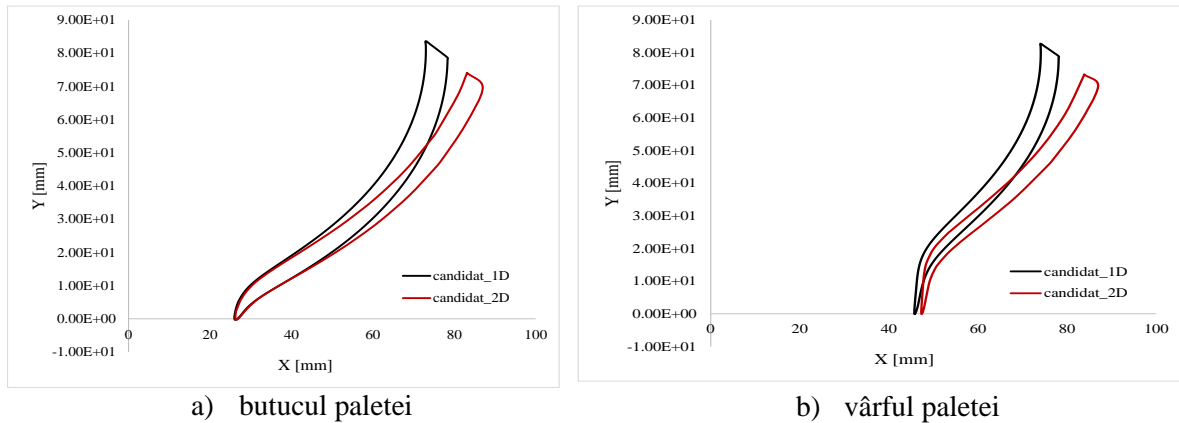 9.00E+01
8.00E+01
7.00E+01
6.00E+01
5.00E+01
4.00E+01
3.00E+01
2.00E+01
1.00E+01
0.00E+00
-1.00E+01
Y [mm]
0 20 40 60 80 100
X [mm]
candidat_1D
candidat_2D
a) butucul paletei
9.00E+01
8.00E+01
7.00E+01
6.00E+01
5.00E+01
4.00E+01
3.00E+01
2.00E+01
1.00E+01
0.00E+00
-1.00E+01
Y [mm]
0 20 40 60 80 100
X [mm]
candidat_1D
candidat_2D
b) vârful paletei